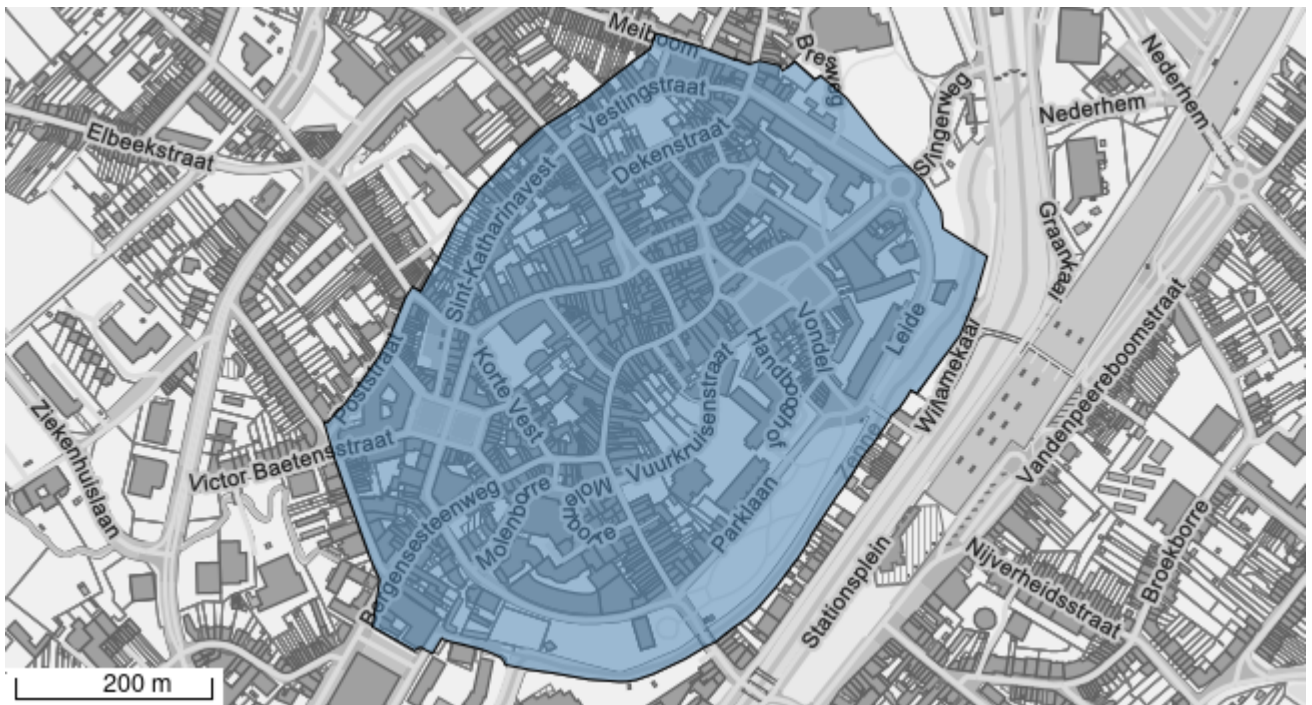 Meiboom
Bresweg
Nederhem
Nederhem
Vestingstraat
Slingerweg
Elbeekstraat
Dekenstraat
Graankaai
Sint-Katharinavest
Leide
Vondel
Handbooghof
Willamekaai
Vandenpeereboomstraat
Poststraat
Korte Vest
Vuurkruisenstraat
Ziekenhuislaan
Victor Baetensstraat
Zenne
Molenborre
Molenborre
Bergensesteenweg
Parklaan
Stationsplein
Nijverheidsstraat
Broekborre
200 m